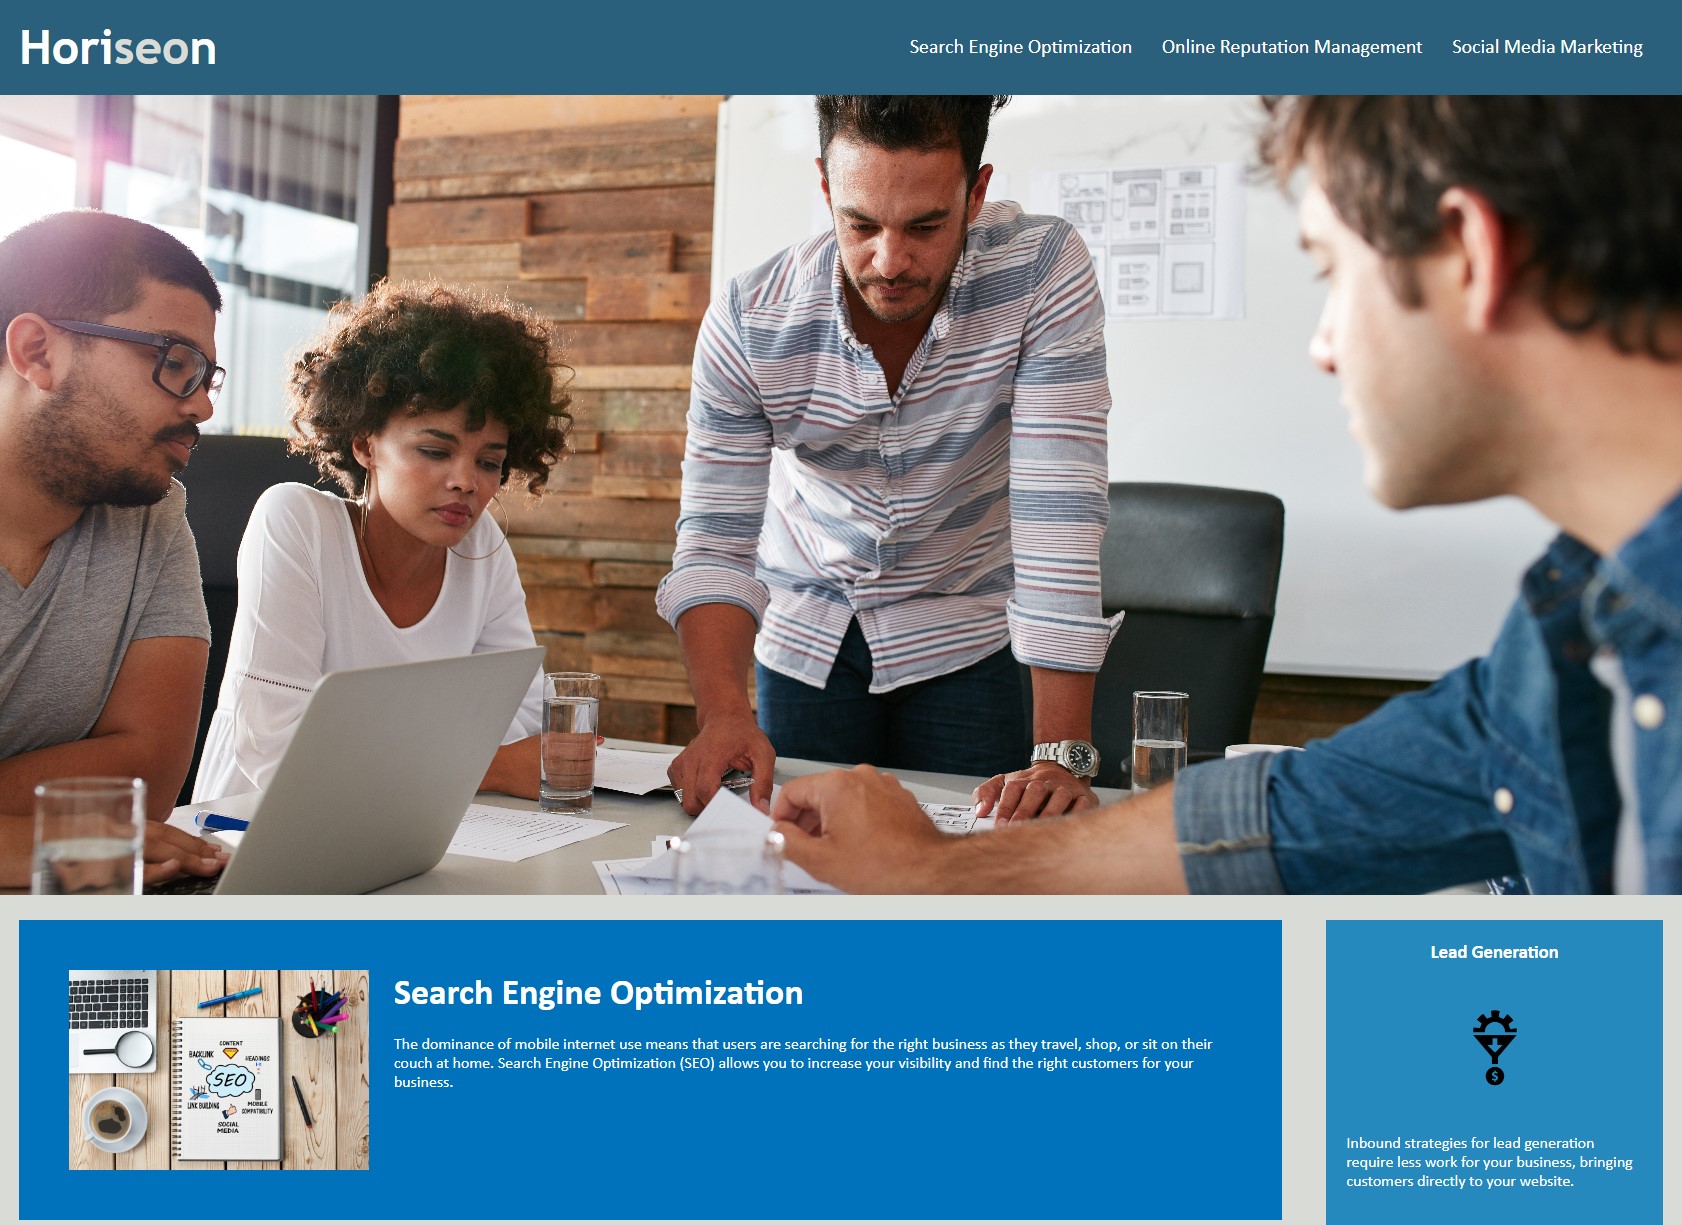 Horiseon
Search Engine Optimization
Online Reputation Management
Social Media Marketing
Search Engine Optimization
The dominance of mobile internet use means that users are searching for the right business as they travel, shop, or sit on their
couch at home. Search Engine Optimization (SEO) allows you to increase your visibility and find the right customers for your
business.
CONTENT
BACKLINK
HEADINGS
SEO
LINK BUILDING
MOBILE
COMPATIBILITY
SOCIAL
MEDIA
Lead Generation
$
Inbound strategies for lead generation
require less work for your business, bringing
customers directly to your website.